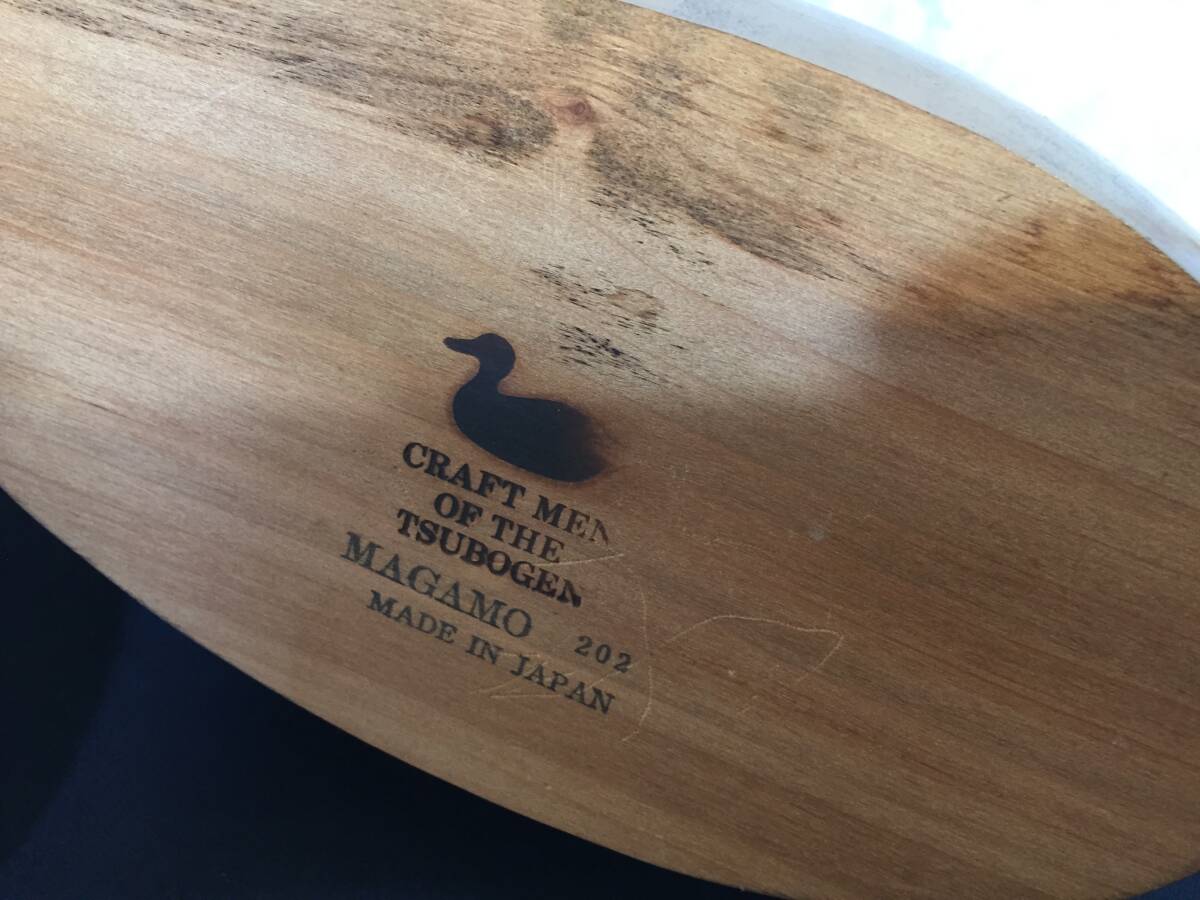 CRAFT MEN
OF THE
TSUBOGEN
MAGAMO 202
MADE IN JAPAN